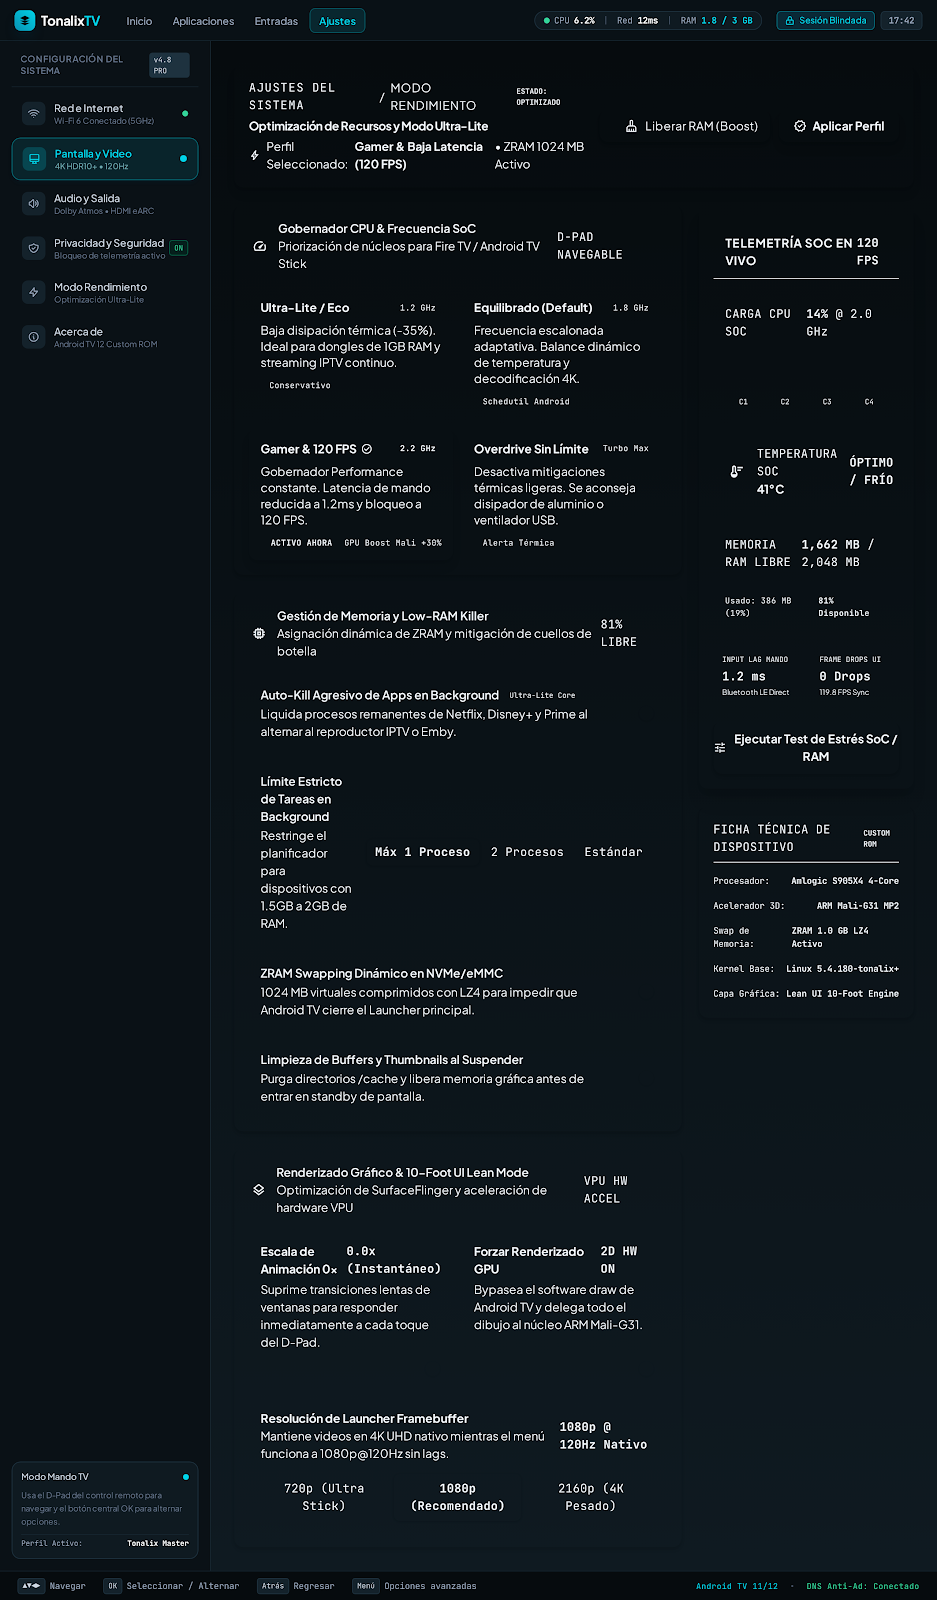 TonalixTV
Inicio
Aplicaciones
Entradas
Ajustes
CPU 6.2% | Red 12ms | RAM 1.8 / 3 GB
Sesión Blindada
17:42
CONFIGURACIÓN DEL
SISTEMA
v4.8
PRO
Red e Internet
Wi-Fi 6 Conectado (5GHz)
Pantalla y Video
4K HDR10+ • 120Hz
Audio y Salida
Dolby Atmos • HDMI eARC
Privacidad y Seguridad
Bloqueo de telemetría activo
ON
Modo Rendimiento
Optimización Ultra-Lite
Acerca de
Android TV 12 Custom ROM
Modo Mando TV
Usa el D-Pad del control remoto para
navegar y el botón central OK para alternar
opciones.
Perfil Activo: Tonalix Master
AJUSTES DEL
SISTEMA
/ MODO
RENDIMIENTO
ESTADO:
OPTIMIZADO
Optimización de Recursos y Modo Ultra-Lite
Perfil
Seleccionado:
Gamer & Baja Latencia
(120 FPS)
• ZRAM 1024 MB
Activo
Liberar RAM (Boost)
Aplicar Perfil
Gobernador CPU & Frecuencia SoC
Priorización de núcleos para Fire TV / Android TV
Stick
D-PAD
NAVEGABLE
Ultra-Lite / Eco 1.2 GHz
Baja disipación térmica (-35%).
Ideal para dongles de 1GB RAM y
streaming IPTV continuo.
Conservativo
Equilibrado (Default) 1.8 GHz
Frecuencia escalonada
adaptativa. Balance dinámico
de temperatura y
decodificación 4K.
Schedutil Android
Gamer & 120 FPS 2.2 GHz
Gobernador Performance
constante. Latencia de mando
reducida a 1.2ms y bloqueo a
120 FPS.
ACTIVO AHORA GPU Boost Mali +30%
Overdrive Sin Límite Turbo Max
Desactiva mitigaciones
térmicas ligeras. Se aconseja
disipador de aluminio o
ventilador USB.
Alerta Térmica
Gestión de Memoria y Low-RAM Killer
Asignación dinámica de ZRAM y mitigación de cuellos de
botella
81%
LIBRE
Auto-Kill Agresivo de Apps en Background Ultra-Lite Core
Liquida procesos remanentes de Netflix, Disney+ y Prime al
alternar al reproductor IPTV o Emby.
Límite Estricto
de Tareas en
Background
Restringe el
planificador
para
dispositivos con
1.5GB a 2GB de
RAM.
Máx 1 Proceso 2 Procesos Estándar
ZRAM Swapping Dinámico en NVMe/eMMC
1024 MB virtuales comprimidos con LZ4 para impedir que
Android TV cierre el Launcher principal.
Limpieza de Buffers y Thumbnails al Suspender
Purga directorios /cache y libera memoria gráfica antes de
entrar en standby de pantalla.
Renderizado Gráfico & 10-Foot UI Lean Mode
Optimización de SurfaceFlinger y aceleración de
hardware VPU
VPU HW
ACCEL
Escala de
Animación 0x
0.0x
(Instantáneo)
Suprime transiciones lentas de
ventanas para responder
inmediatamente a cada toque
del D-Pad.
Forzar Renderizado
GPU
2D HW
ON
Bypasea el software draw de
Android TV y delega todo el
dibujo al núcleo ARM Mali-G31.
Resolución de Launcher Framebuffer
Mantiene videos en 4K UHD nativo mientras el menú
funciona a 1080p@120Hz sin lags.
1080p @
120Hz Nativo
720p (Ultra
Stick)
1080p
(Recomendado)
2160p (4K
Pesado)
TELEMETRÍA SOC EN
VIVO
120
FPS
CARGA CPU
SOC
14% @ 2.0
GHz
C1 C2 C3 C4
TEMPERATURA
SOC
41°C
ÓPTIMO
/ FRÍO
MEMORIA
RAM LIBRE
1,662 MB /
2,048 MB
Usado: 386 MB
(19%)
81%
Disponible
INPUT LAG MANDO
1.2 ms
Bluetooth LE Direct
FRAME DROPS UI
0 Drops
119.8 FPS Sync
Ejecutar Test de Estrés SoC /
RAM
FICHA TÉCNICA DE
DISPOSITIVO
CUSTOM
ROM
Procesador: Amlogic S905X4 4-Core
Acelerador 3D: ARM Mali-G31 MP2
Swap de
Memoria:
ZRAM 1.0 GB LZ4
Activo
Kernel Base: Linux 5.4.180-tonalix+
Capa Gráfica: Lean UI 10-Foot Engine
▲▼◀▶ Navegar
OK Seleccionar / Alternar
Atrás Regresar
Menú Opciones avanzadas
Android TV 11/12 · DNS Anti-Ad: Conectado